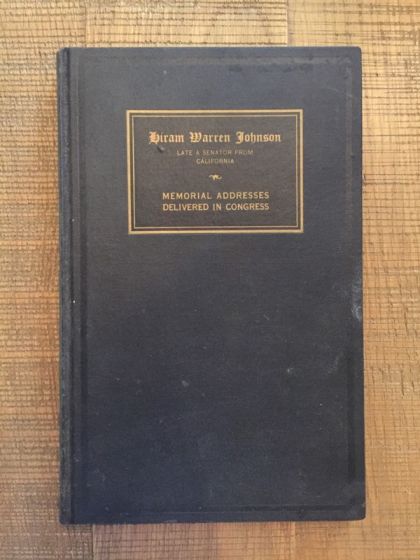 Hiram Warren Johnson
LATE A SENATOR FROM
CALIFORNIA
MEMORIAL ADDRESSES
DELIVERED IN CONGRESS